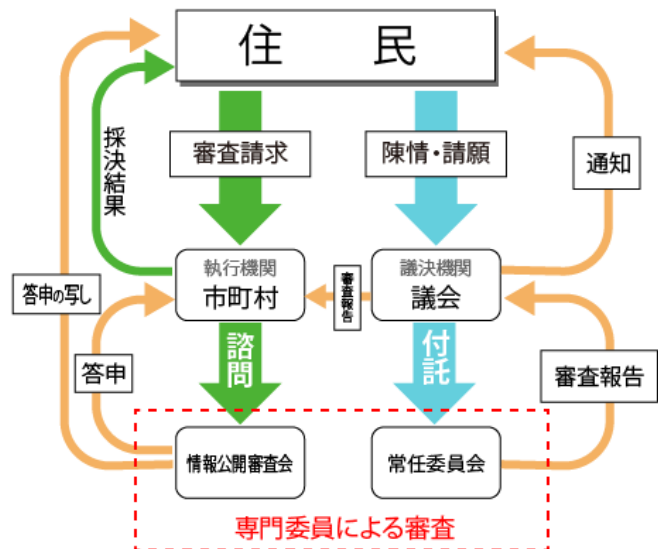 住　民
審査請求
陳情・請願
採決結果
通知
執行機関
市町村
審査報告
議決機関
議会
答申の写し
諮問
付託
答申
審査報告
情報公開審査会
常任委員会
専門委員による審査